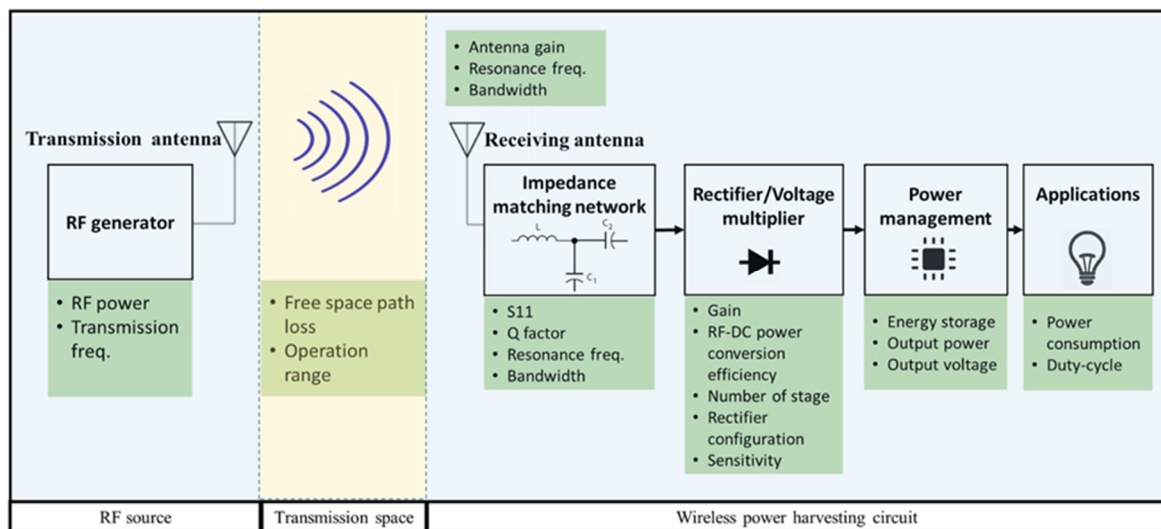 Transmission antenna
RF generator
• RF power
• Transmission
freq.
• Free space path
loss
• Operation
range
• Antenna gain
• Resonance freq.
• Bandwidth
Receiving antenna
Impedance
matching network
L
C2
C1
• S11
• Q factor
• Resonance freq.
• Bandwidth
Rectifier/Voltage
multiplier
• Gain
• RF-DC power
conversion
efficiency
• Number of stage
• Rectifier
configuration
• Sensitivity
Power
management
• Energy storage
• Output power
• Output voltage
Applications
• Power
consumption
• Duty-cycle
RF source
Transmission space
Wireless power harvesting circuit